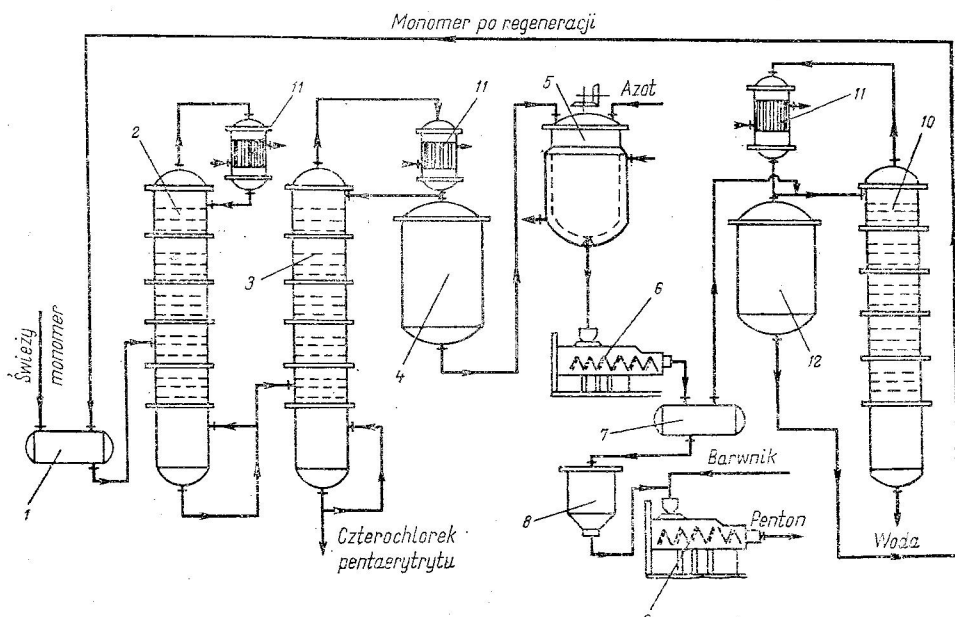 Monomer po regeneracji
Azot
5
11
11
11
10
2
3
4
6
12
Świeży
monomer
7
1
8
Barwnik
Penton
Woda
Czterochlorek
pentaerytrytu